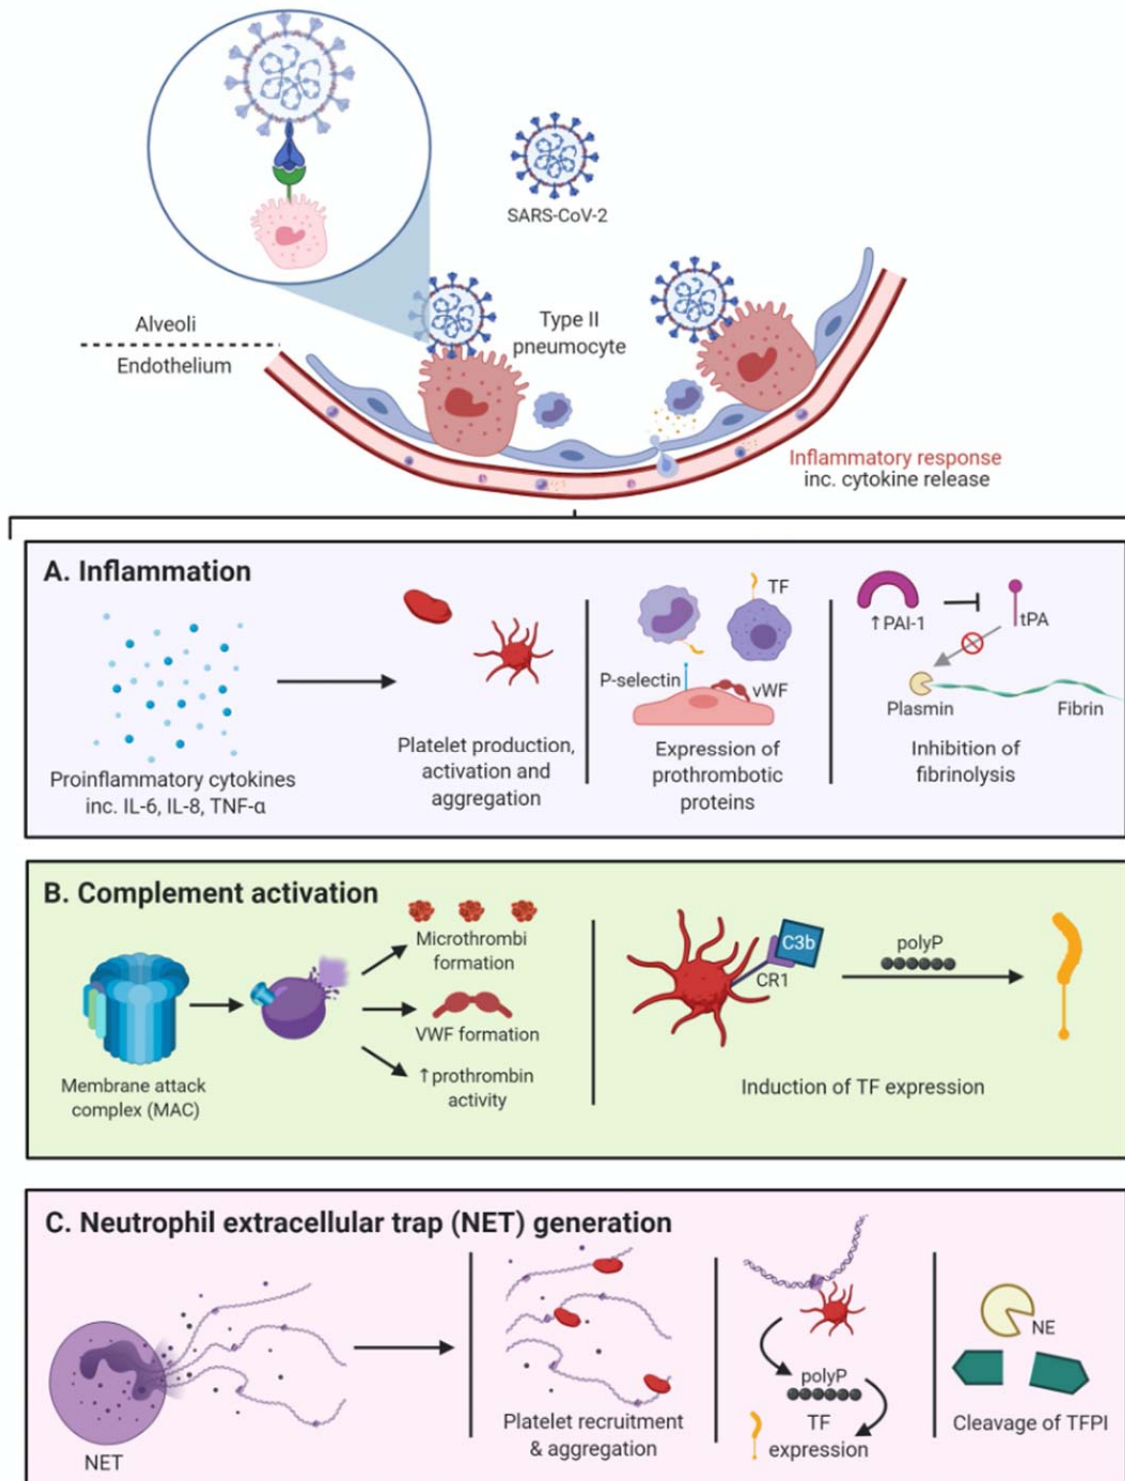 SARS-CoV-2
Alveoli
Endothelium
Type II
pneumocyte
Inflammatory response
inc. cytokine release
A. Inflammation
Proinflammatory cytokines
inc. IL-6, IL-8, TNF-α
Platelet production,
activation and
aggregation
TF
P-selectin
vWF
Expression of
prothrombotic
proteins
↑PAI-1
tPA
Plasmin
Fibrin
Inhibition of
fibrinolysis
B. Complement activation
Membrane attack
complex (MAC)
Microthrombi
formation
VWF formation
↑prothrombin
activity
C3b
CR1
polyP
Induction of TF expression
C. Neutrophil extracellular trap (NET) generation
NET
Platelet recruitment
& aggregation
polyP
TF
expression
NE
Cleavage of TFPI